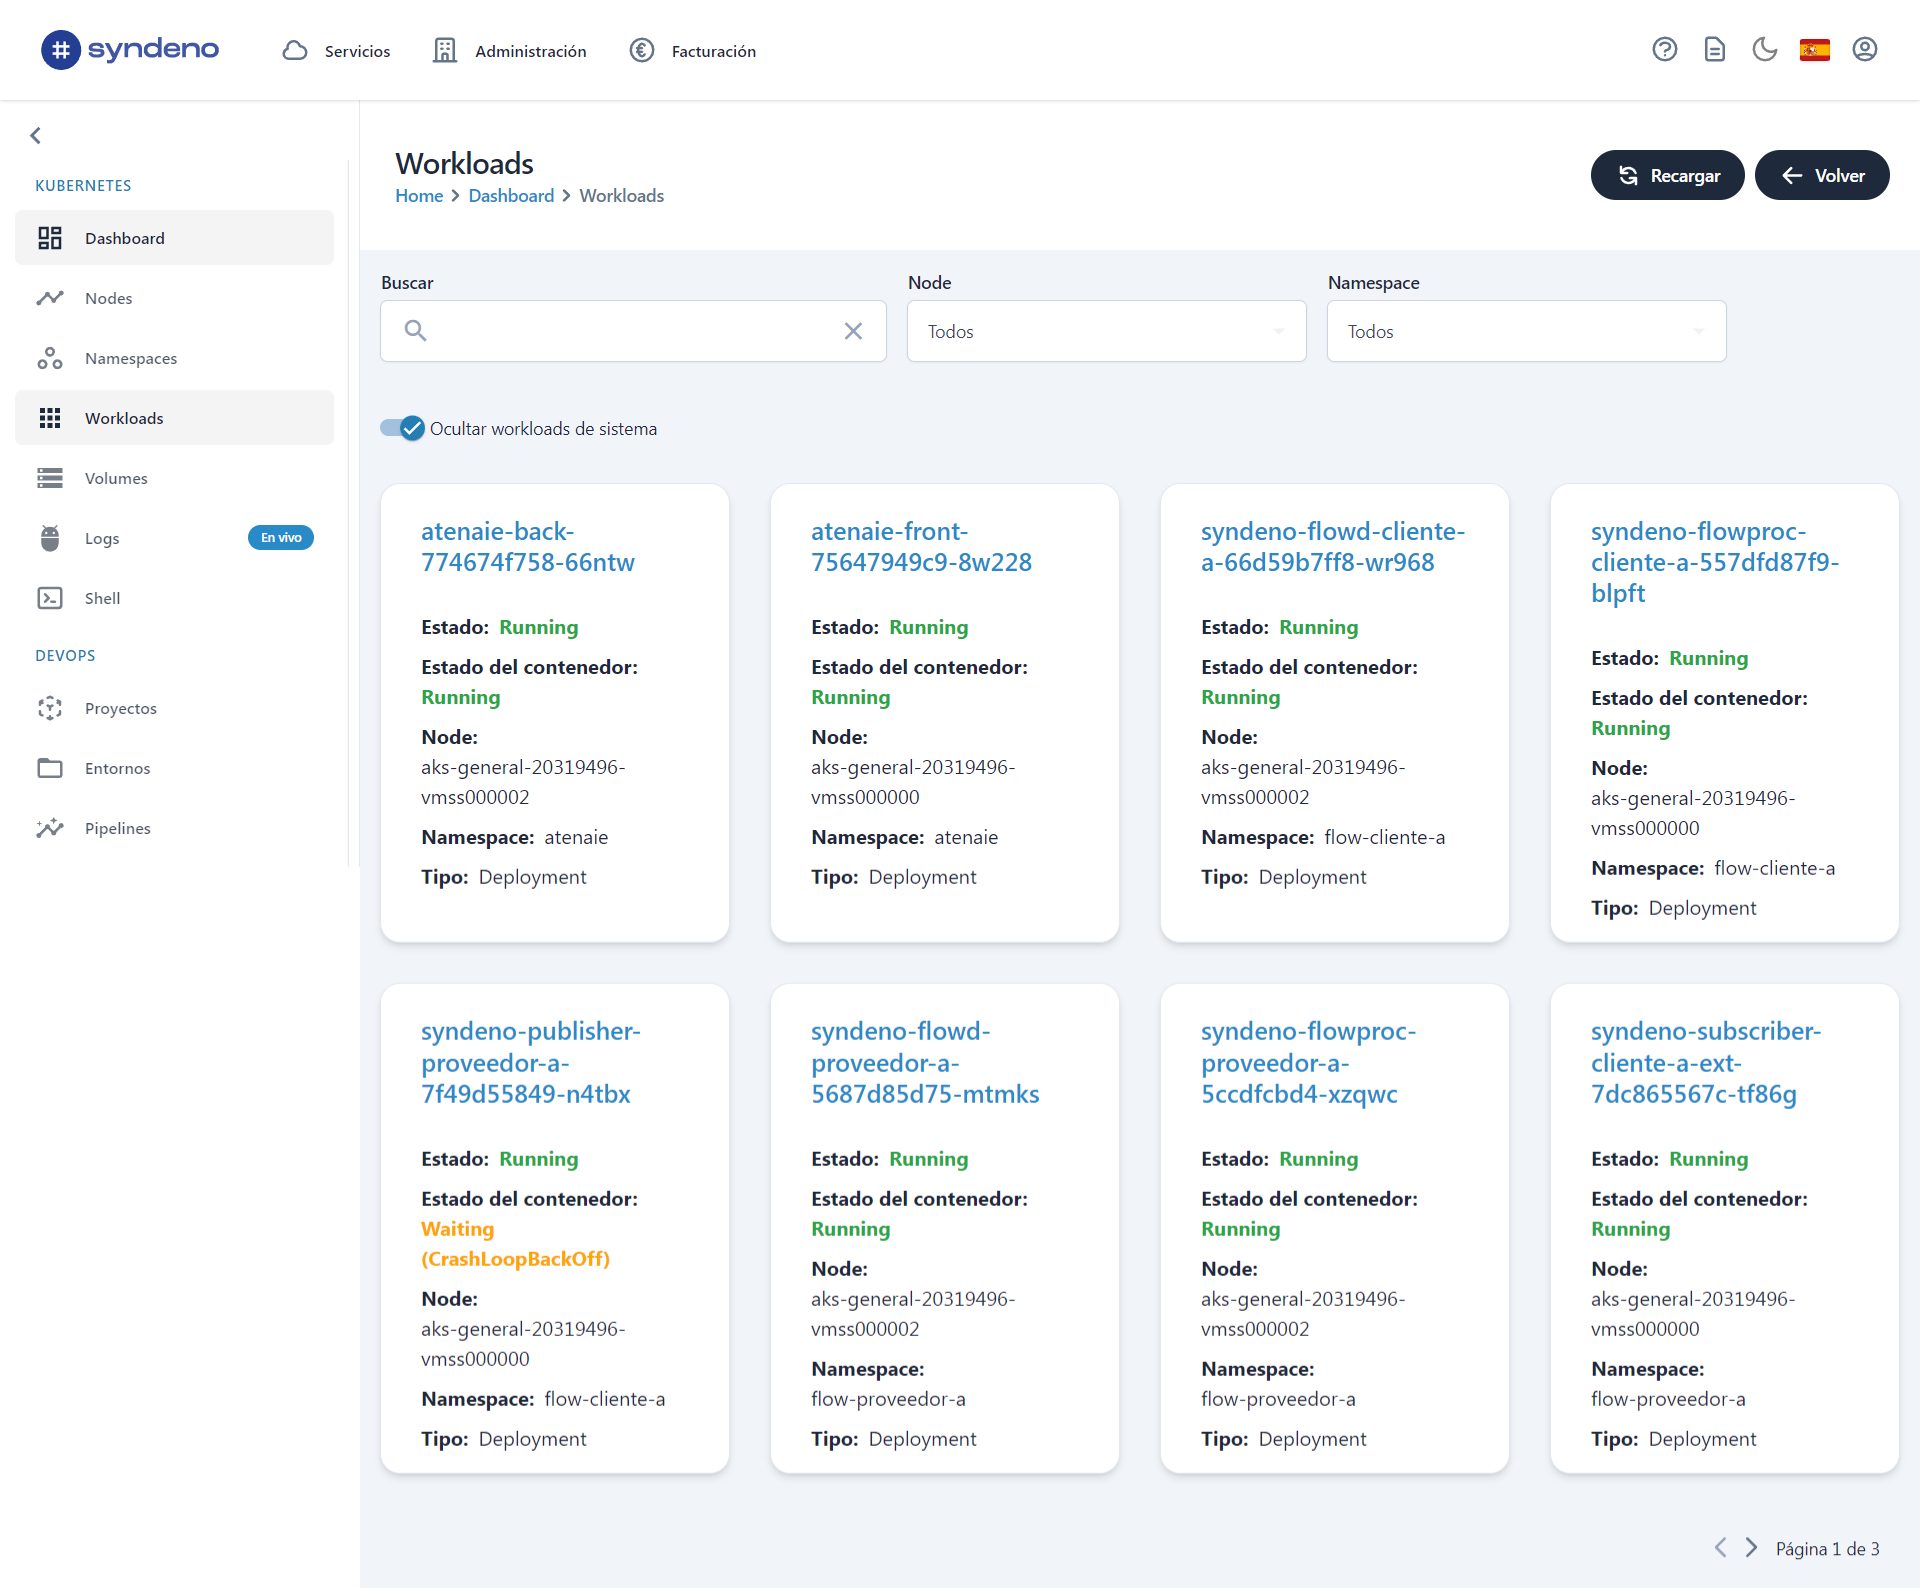 # syndeno
Servicios
Administración
Facturación
KUBERNETES
Dashboard
Nodes
Namespaces
Workloads
Volumes
Logs
En vivo
Shell
DEVOPS
Proyectos
Entornos
Pipelines
Workloads
Home > Dashboard > Workloads
Recargar
Volver
Buscar
Node
Todos
Namespace
Todos
Ocultar workloads de sistema
atenaie-back-
774674f758-66ntw
Estado: Running
Estado del contenedor:
Running
Node:
aks-general-20319496-
vmss000002
Namespace: atenaie
Tipo: Deployment
atenaie-front-
75647949c9-8w228
Estado: Running
Estado del contenedor:
Running
Node:
aks-general-20319496-
vmss000000
Namespace: atenaie
Tipo: Deployment
syndeno-flowd-cliente-
a-66d59b7ff8-wr968
Estado: Running
Estado del contenedor:
Running
Node:
aks-general-20319496-
vmss000002
Namespace: flow-cliente-a
Tipo: Deployment
syndeno-flowproc-
cliente-a-557dfd87f9-
blpft
Estado: Running
Estado del contenedor:
Running
Node:
aks-general-20319496-
vmss000000
Namespace: flow-cliente-a
Tipo: Deployment
syndeno-publisher-
proveedor-a-
7f49d55849-n4tbx
Estado: Running
Estado del contenedor:
Waiting
(CrashLoopBackOff)
Node:
aks-general-20319496-
vmss000000
Namespace: flow-cliente-a
Tipo: Deployment
syndeno-flowd-
proveedor-a-
5687d85d75-mtmks
Estado: Running
Estado del contenedor:
Running
Node:
aks-general-20319496-
vmss000002
Namespace:
flow-proveedor-a
Tipo: Deployment
syndeno-flowproc-
proveedor-a-
5ccdfcbd4-xzqwc
Estado: Running
Estado del contenedor:
Running
Node:
aks-general-20319496-
vmss000002
Namespace:
flow-proveedor-a
Tipo: Deployment
syndeno-subscriber-
cliente-a-ext-
7dc865567c-tf86g
Estado: Running
Estado del contenedor:
Running
Node:
aks-general-20319496-
vmss000000
Namespace:
flow-proveedor-a
Tipo: Deployment
Página 1 de 3